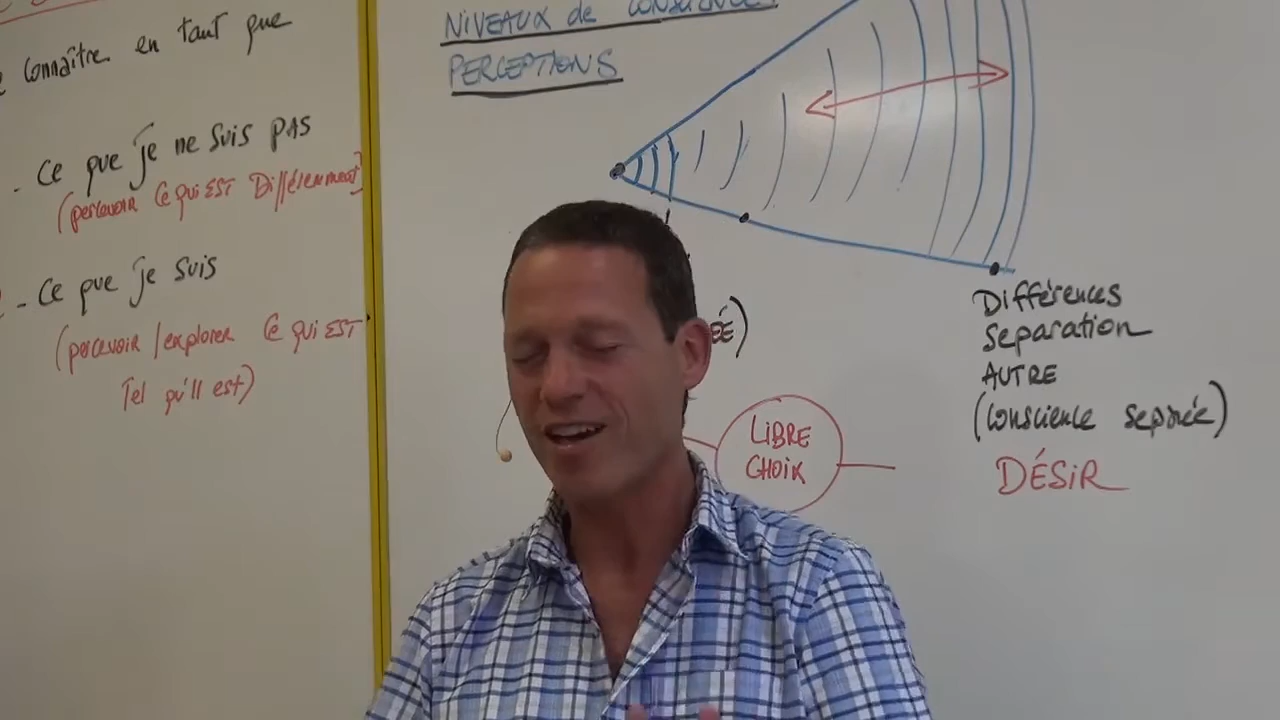 connaître en tant que
- Ce que je ne suis PAS
(percevoir Ce qui EST Différemment)
- Ce que je suis
(percevoir / explorer Ce qui EST
Tel qu'il est)
NIVEAUX de CONSCIENCE
PERCEPTIONS
Différences
separation
AUTRE
(conscience separée)
DÉSIR
LIBRE
CHOIX